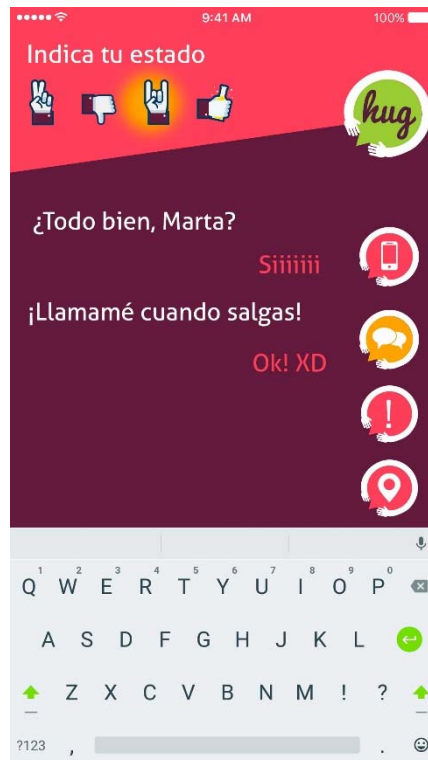 9:41 AM
100%
Indica tu estado
hug
¿Todo bien, Marta?
Siiiiiii
¡Llamamé cuando salgas!
Ok! XD
!
1 2 3 4 5 6 7 8 9 0
Q W E R T Y U I O P
A S D F G H J K L
Z X C V B N M ! ?
?123 , .